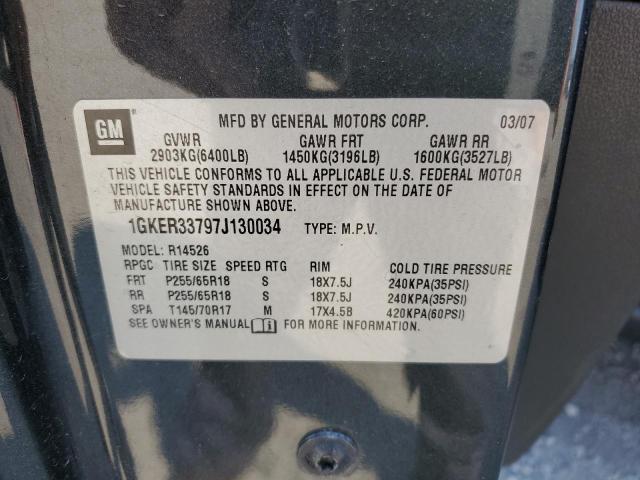 GM
MFD BY GENERAL MOTORS CORP. 03/07
GVWR GAWR FRT GAWR RR
2903KG(6400LB) 1450KG(3196LB) 1600KG(3527LB)
THIS VEHICLE CONFORMS TO ALL APPLICABLE U.S. FEDERAL MOTOR
VEHICLE SAFETY STANDARDS IN EFFECT ON THE DATE OF
MANUFACTURE SHOWN ABOVE.
1GKER33797J130034 TYPE: M.P.V.
MODEL: R14526
RPGC TIRE SIZE SPEED RTG RIM COLD TIRE PRESSURE
FRT P255/65R18 S 18X7.5J 240KPA(35PSI)
RR P255/65R18 S 18X7.5J 240KPA(35PSI)
SPA T145/70R17 M 17X4.5B 420KPA(60PSI)
SEE OWNER'S MANUAL FOR MORE INFORMATION.